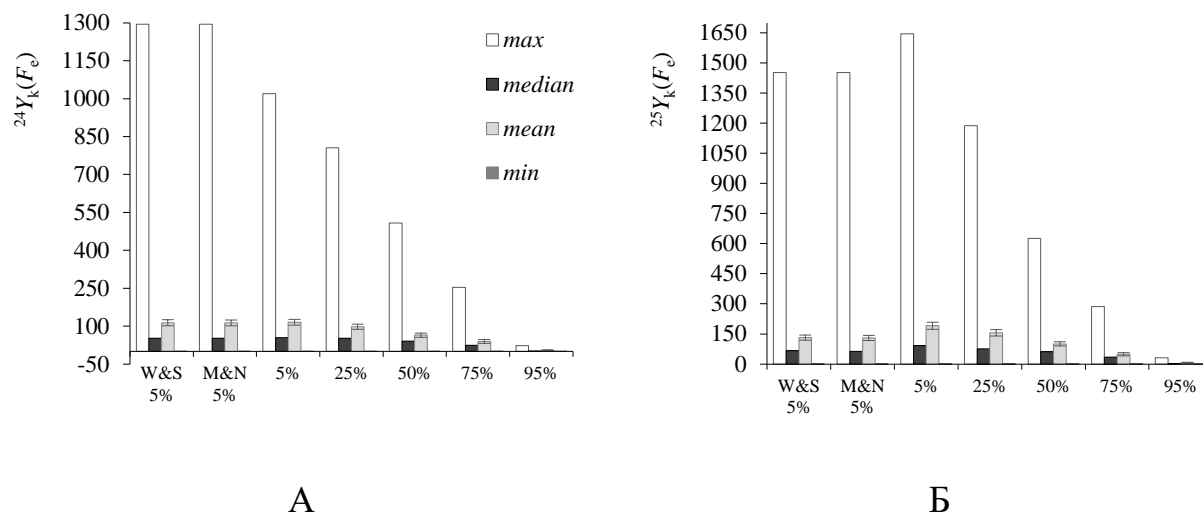 1300
1150
1000
850
700
550
400
250
100
-50
²⁴Yₖ(Fₑ)
max
median
mean
min
W&S 5% M&N 5% 5% 25% 50% 75% 95%
А
1650
1500
1350
1200
1050
900
750
600
450
300
150
0
²⁵Yₖ(Fₑ)
W&S 5% M&N 5% 5% 25% 50% 75% 95%
Б